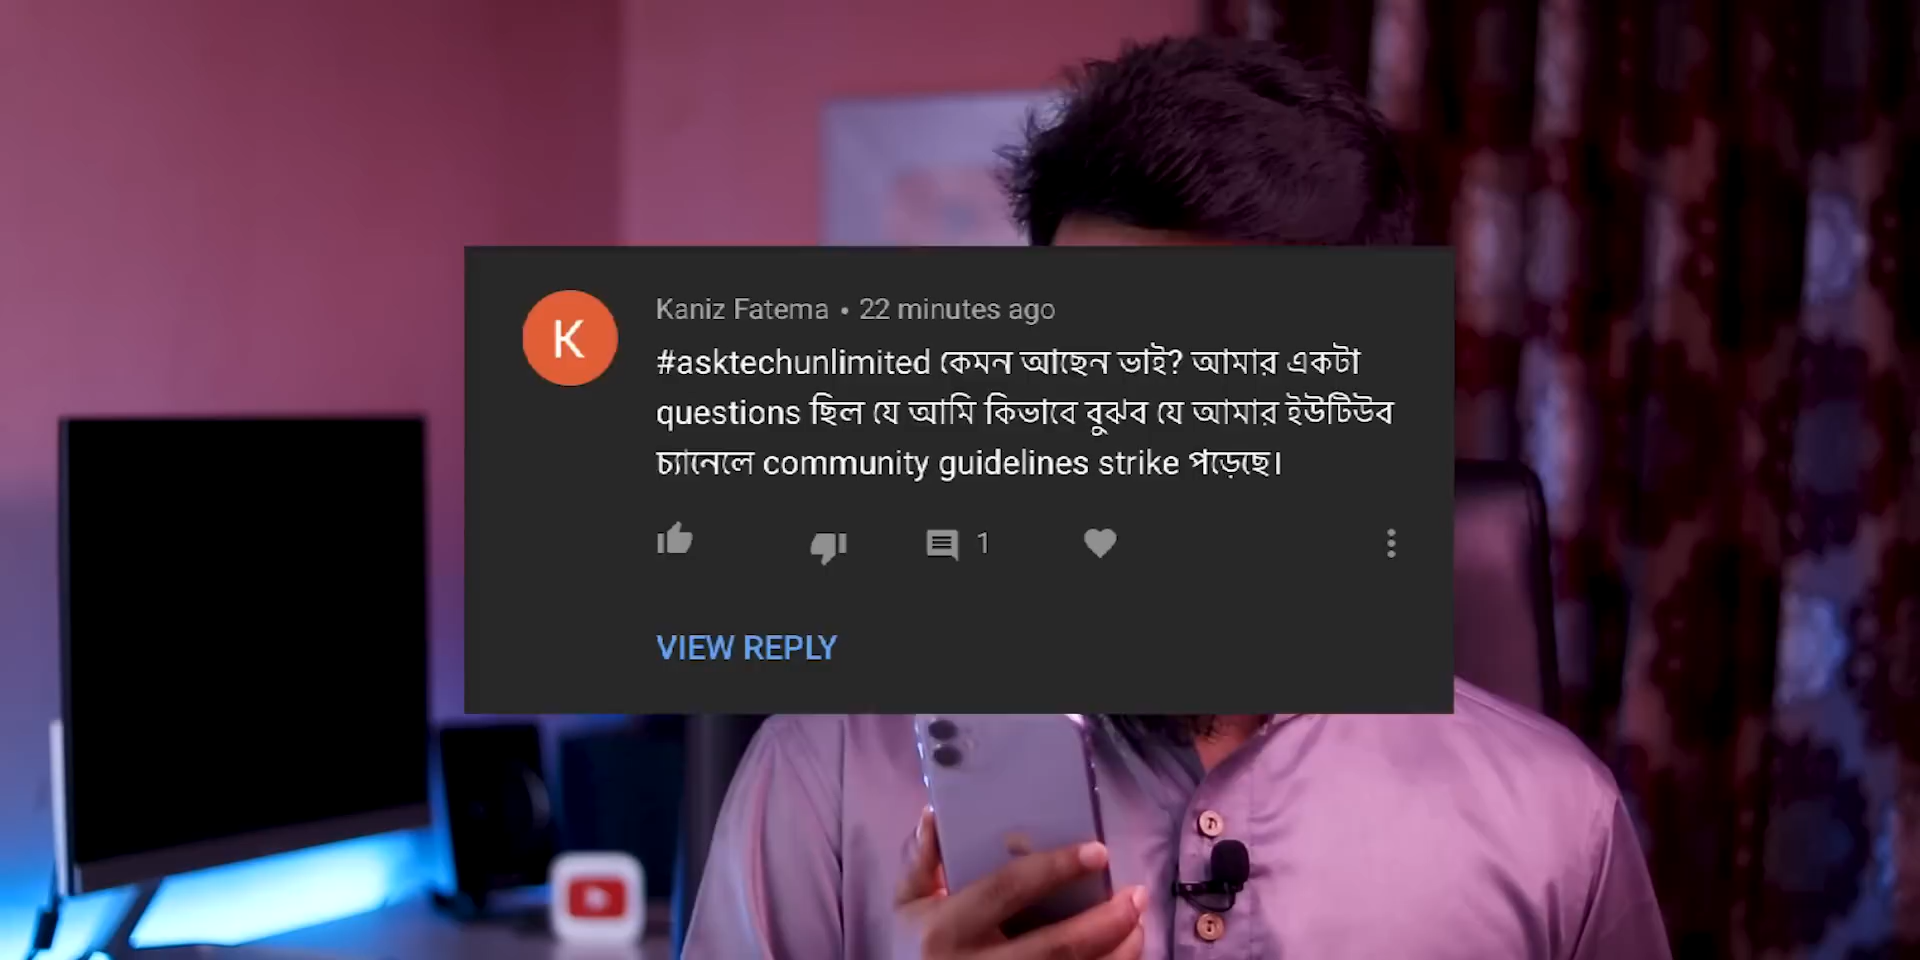 K
Kaniz Fatema • 22 minutes ago
#asktechunlimited কেমন আছেন ভাই? আমার একটা
questions ছিল যে আমি কিভাবে বুঝব যে আমার ইউটিউব
চ্যানেলে community guidelines strike পড়েছে।
1
VIEW REPLY